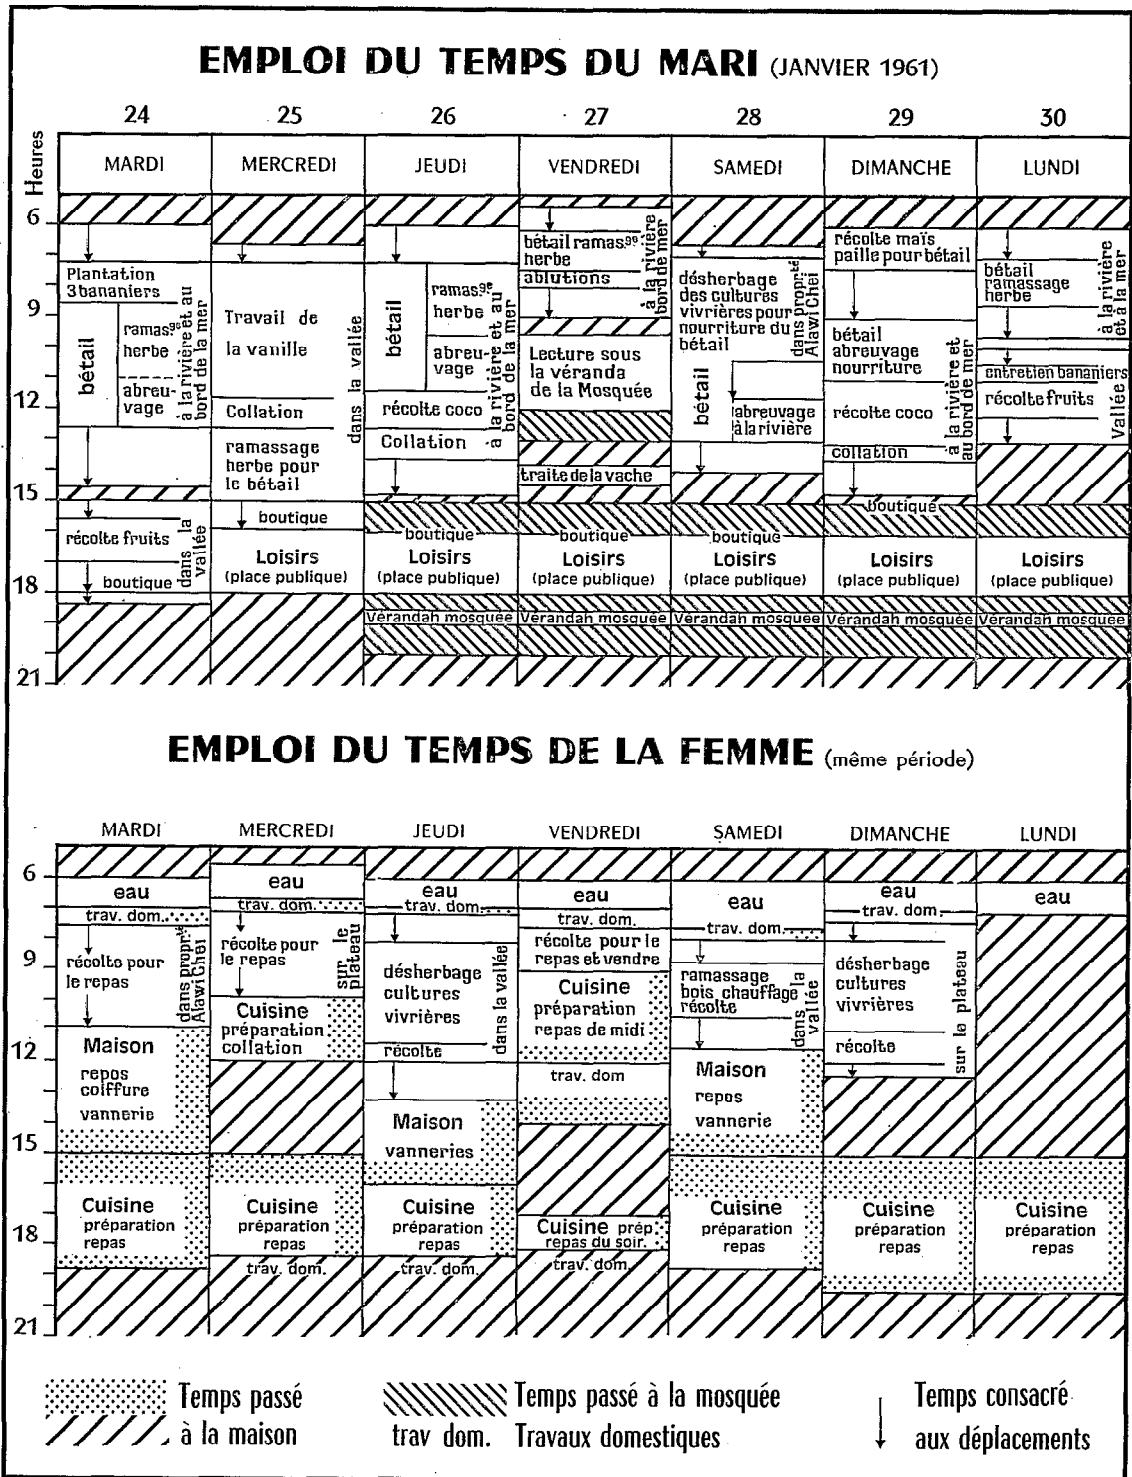 EMPLOI DU TEMPS DU MARI (JANVIER 1961)
24 25 26 27 28 29 30
Heures
MARDI MERCREDI JEUDI VENDREDI SAMEDI DIMANCHE LUNDI
6
9
12
15
18
21
Plantation
3 bananiers
bétail
ramas.ge
herbe
abreu-
vage
à la rivière et au
bord de la mer
récolte fruits
dans la
vallée
boutique
Travail de
la vanille
Collation
ramassage
herbe pour
le bétail
dans la vallée
boutique
Loisirs
(place publique)
bétail
ramas.ge
herbe
abreu-
vage
récolte coco
Collation
à la rivière et au
bord de la mer
boutique
Loisirs
(place publique)
Vérandah mosquée
bétail ramas.ge
herbe
ablutions
à la rivière
bord de mer
Lecture sous
la véranda
de la Mosquée
traite de la vache
boutique
Loisirs
(place publique)
Vérandah mosquée
désherbage
des cultures
vivrières pour
nourriture du
bétail
dans proprté
Alawi Chei
bétail
abreuvage
à la rivière
boutique
Loisirs
(place publique)
Vérandah mosquée
récolte maïs
paille pour bétail
bétail
abreuvage
nourriture
récolte coco
collation
à la rivière et
au bord de mer
boutique
Loisirs
(place publique)
Vérandah mosquée
bétail
ramassage
herbe
à la rivière
et à la mer
entretien bananiers
récolte fruits
Vallée
Loisirs
(place publique)
Vérandah mosquée
EMPLOI DU TEMPS DE LA FEMME (même période)
MARDI MERCREDI JEUDI VENDREDI SAMEDI DIMANCHE LUNDI
6
9
12
15
18
21
eau
trav. dom.
récolte pour
le repas
dans proprté
Alawi Chei
Maison
repos
coiffure
vannerie
Cuisine
préparation
repas
eau
trav. dom.
récolte pour
le repas
sur le
plateau
Cuisine
préparation
collation
Cuisine
préparation
repas
trav. dom.
eau
trav. dom.
désherbage
cultures
vivrières
récolte
dans la vallée
Maison
vanneries
Cuisine
préparation
repas
trav. dom.
eau
trav. dom.
récolte pour le
repas et vendre
Cuisine
préparation
repas de midi
trav. dom
Cuisine prép.
repas du soir.
trav. dom.
eau
trav. dom.
ramassage
bois chauffage
récolte
dans la
vallée
Maison
repos
vannerie
Cuisine
préparation
repas
eau
trav. dom.
désherbage
cultures
vivrières
récolte
sur le plateau
Cuisine
préparation
repas
eau
Cuisine
préparation
repas
Temps passé
à la maison
Temps passé à la mosquée
trav dom. Travaux domestiques
Temps consacré
aux déplacements